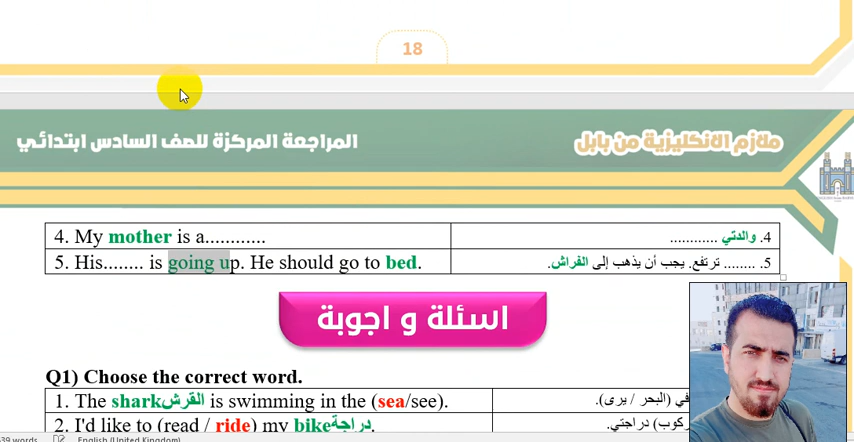 18
ملازم الانكليزية من بابل
المراجعة المركزة للصف السادس ابتدائي
4. My mother is a............
4. والدتي ............
5. His........ is going up. He should go to bed.
5. ........ ترتفع. يجب أن يذهب إلى الفراش.
اسئلة و اجوبة
Q1) Choose the correct word.
1. The sharkالقرش is swimming in the (sea/see).
في (البحر / يرى).
2. I'd like to (read / ride) my bikeدراجة.
ركوب) دراجتي.
39 words
English (United Kingdom)